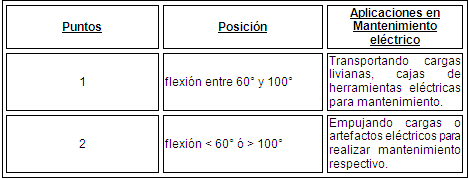 Puntos
Posición
Aplicaciones en
Mantenimiento
eléctrico
1
flexión entre 60° y 100°
Transportando cargas
livianas, cajas de
herramientas eléctricas
para mantenimiento.
2
flexión < 60° ó > 100°
Empujando cargas o
artefactos eléctricos para
realizar mantenimiento
respectivo.